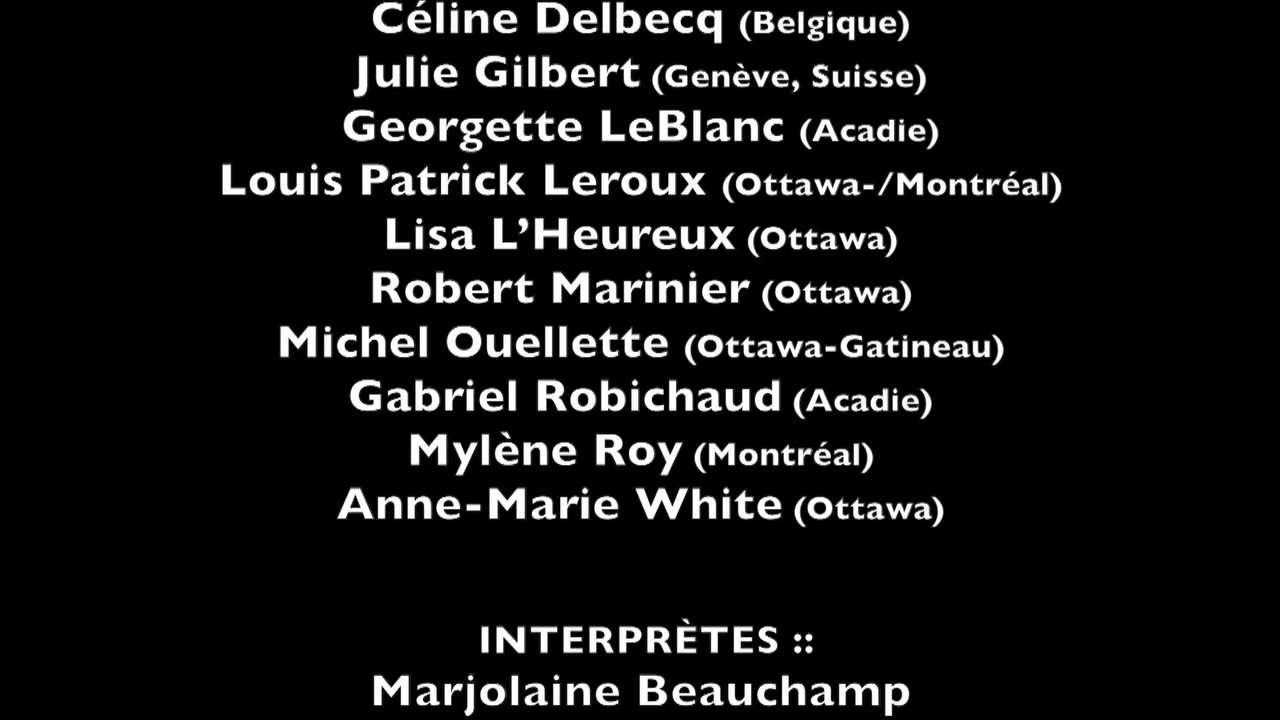 Céline Delbecq (Belgique)
Julie Gilbert (Genève, Suisse)
Georgette LeBlanc (Acadie)
Louis Patrick Leroux (Ottawa-/Montréal)
Lisa L’Heureux (Ottawa)
Robert Marinier (Ottawa)
Michel Ouellette (Ottawa-Gatineau)
Gabriel Robichaud (Acadie)
Mylène Roy (Montréal)
Anne-Marie White (Ottawa)
INTERPRÈTES ::
Marjolaine Beauchamp